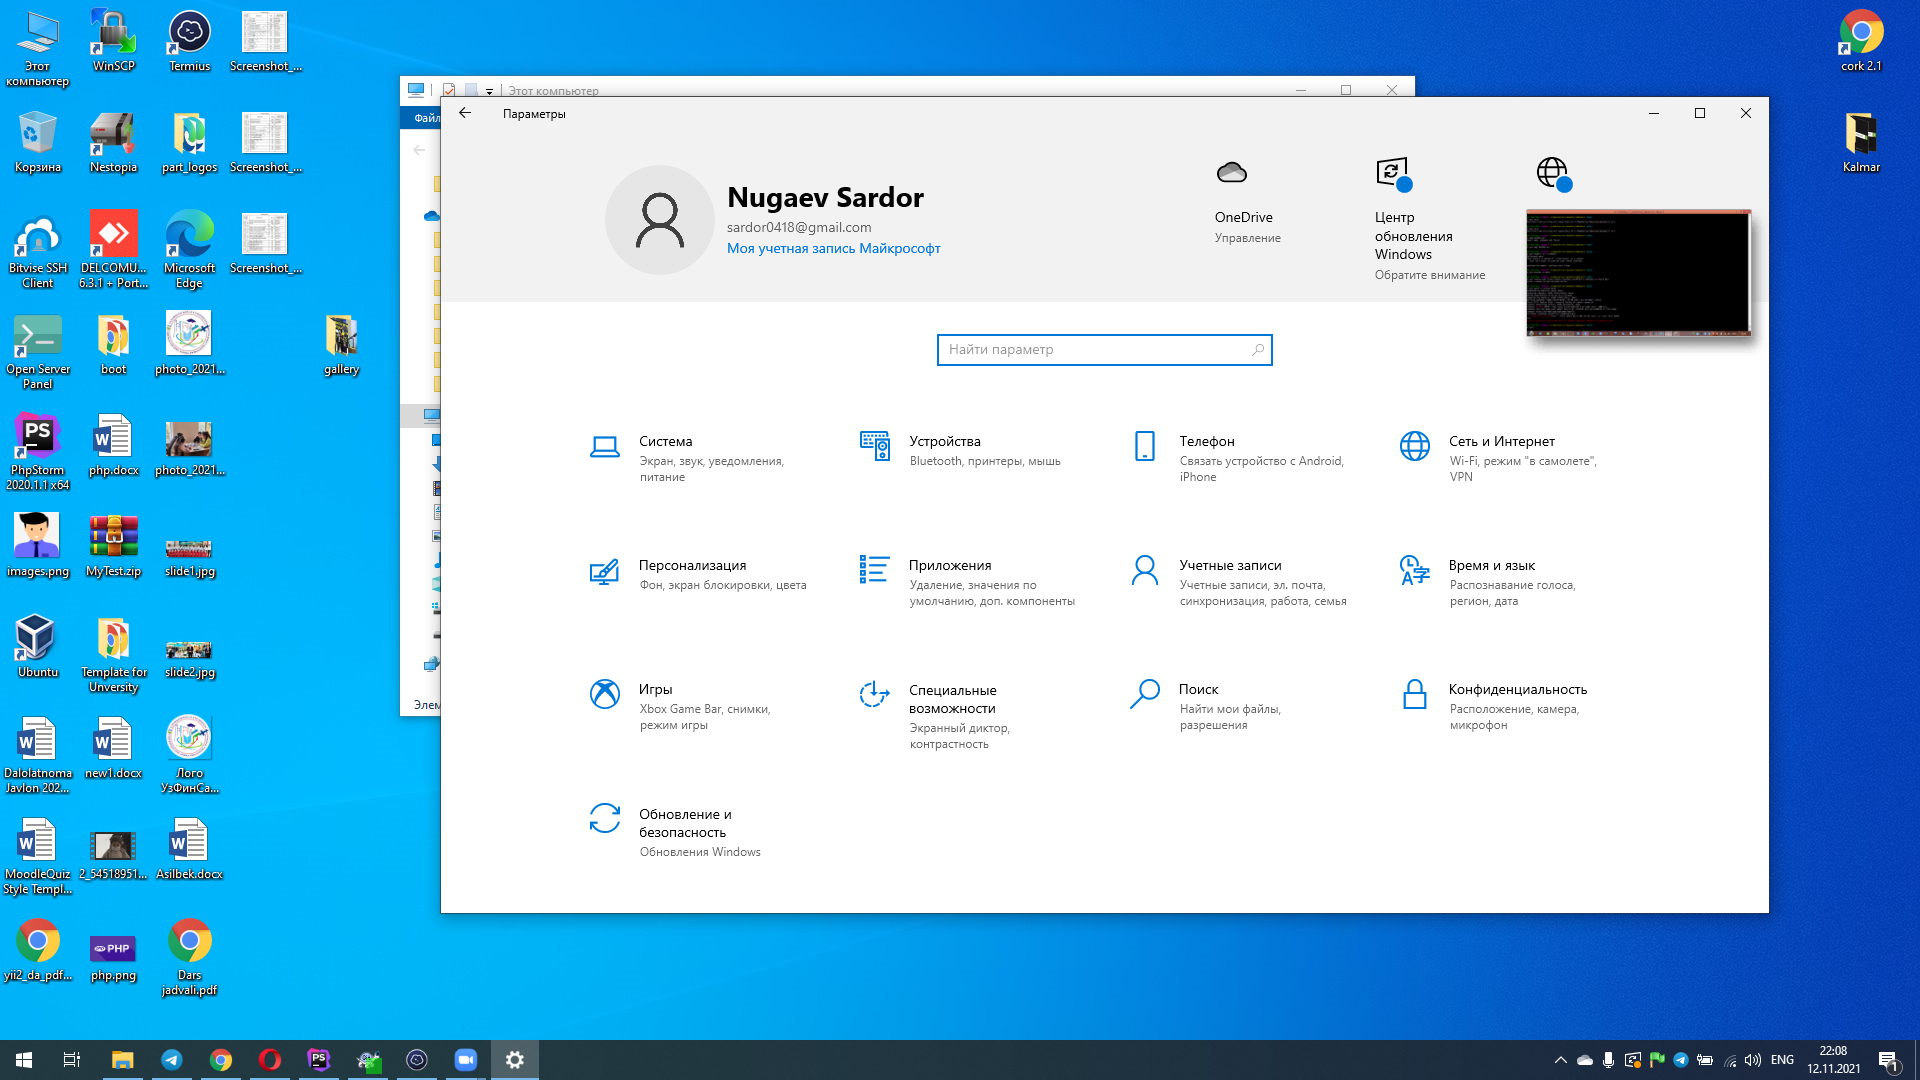 Этот
компьютер
WinSCP
Termius
Screenshot_...
Корзина
Nestopia
part_logos
Screenshot_...
Bitvise SSH
Client
DELCOMU...
6.3.1 + Port...
Microsoft
Edge
Screenshot_...
Open Server
Panel
boot
photo_2021...
gallery
PhpStorm
2020.1.1 x64
php.docx
photo_2021...
images.png
MyTest.zip
slide1.jpg
Ubuntu
Template for
Unversity
slide2.jpg
Dalolatnoma
Javlon 202...
new1.docx
Лого
УзФинСа...
MoodleQuiz
Style Templ...
2_54518951...
Asilbek.docx
yii2_da_pdf...
php.png
Dars
jadvali.pdf
cork 2.1
Kalmar
Этот компьютер
Файл
Элем
Параметры
Nugaev Sardor
sardor0418@gmail.com
Моя учетная запись Майкрософт
OneDrive
Управление
Центр
обновления
Windows
Обратите внимание
Найти параметр
Система
Экран, звук, уведомления,
питание
Устройства
Bluetooth, принтеры, мышь
Телефон
Связать устройство с Android,
iPhone
Сеть и Интернет
Wi-Fi, режим "в самолете",
VPN
Персонализация
Фон, экран блокировки, цвета
Приложения
Удаление, значения по
умолчанию, доп. компоненты
Учетные записи
Учетные записи, эл. почта,
синхронизация, работа, семья
Время и язык
Распознавание голоса,
регион, дата
Игры
Xbox Game Bar, снимки,
режим игры
Специальные
возможности
Экранный диктор,
контрастность
Поиск
Найти мои файлы,
разрешения
Конфиденциальность
Расположение, камера,
микрофон
Обновление и
безопасность
Обновления Windows
PS
PHP
PS
ENG
22:08
12.11.2021
1